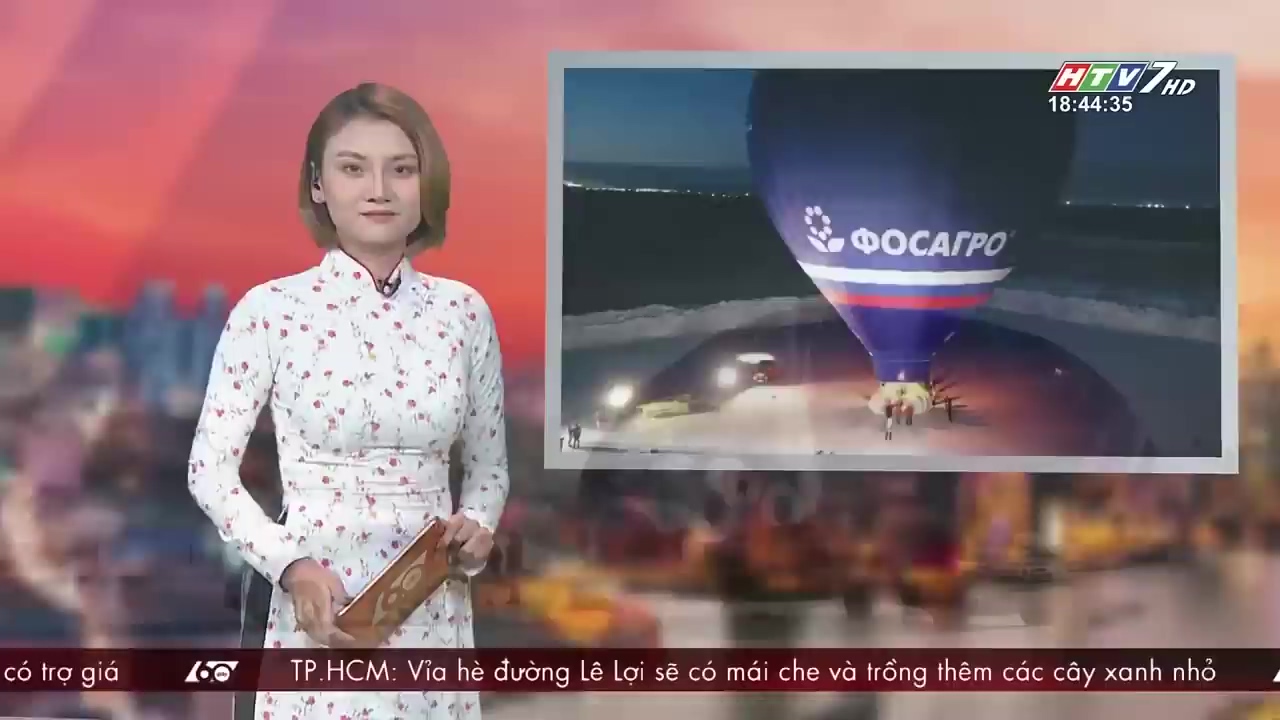 HTV7 HD
18:44:35
ФОСАГРО
có trợ giá
60 TP.HCM: Vỉa hè đường Lê Lợi sẽ có mái che và trồng thêm các cây xanh nhỏ